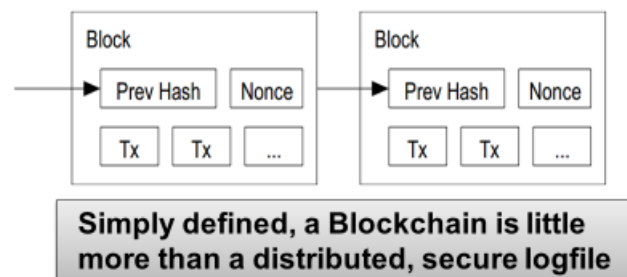 Block
Block
Prev Hash
Nonce
Prev Hash
Nonce
Tx
Tx
...
Tx
Tx
...
Simply defined, a Blockchain is little
more than a distributed, secure logfile